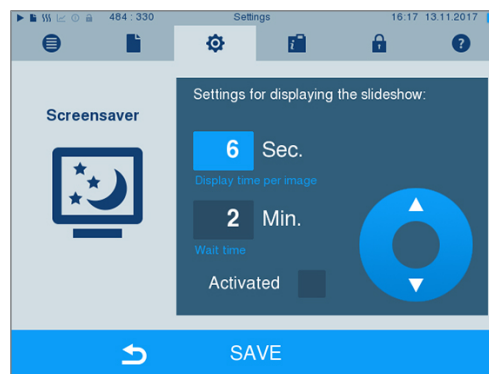 484 : 330 Settings 16:17 13.11.2017
Screensaver
Settings for displaying the slideshow:
6 Sec.
Display time per image
2 Min.
Wait time
Activated
SAVE